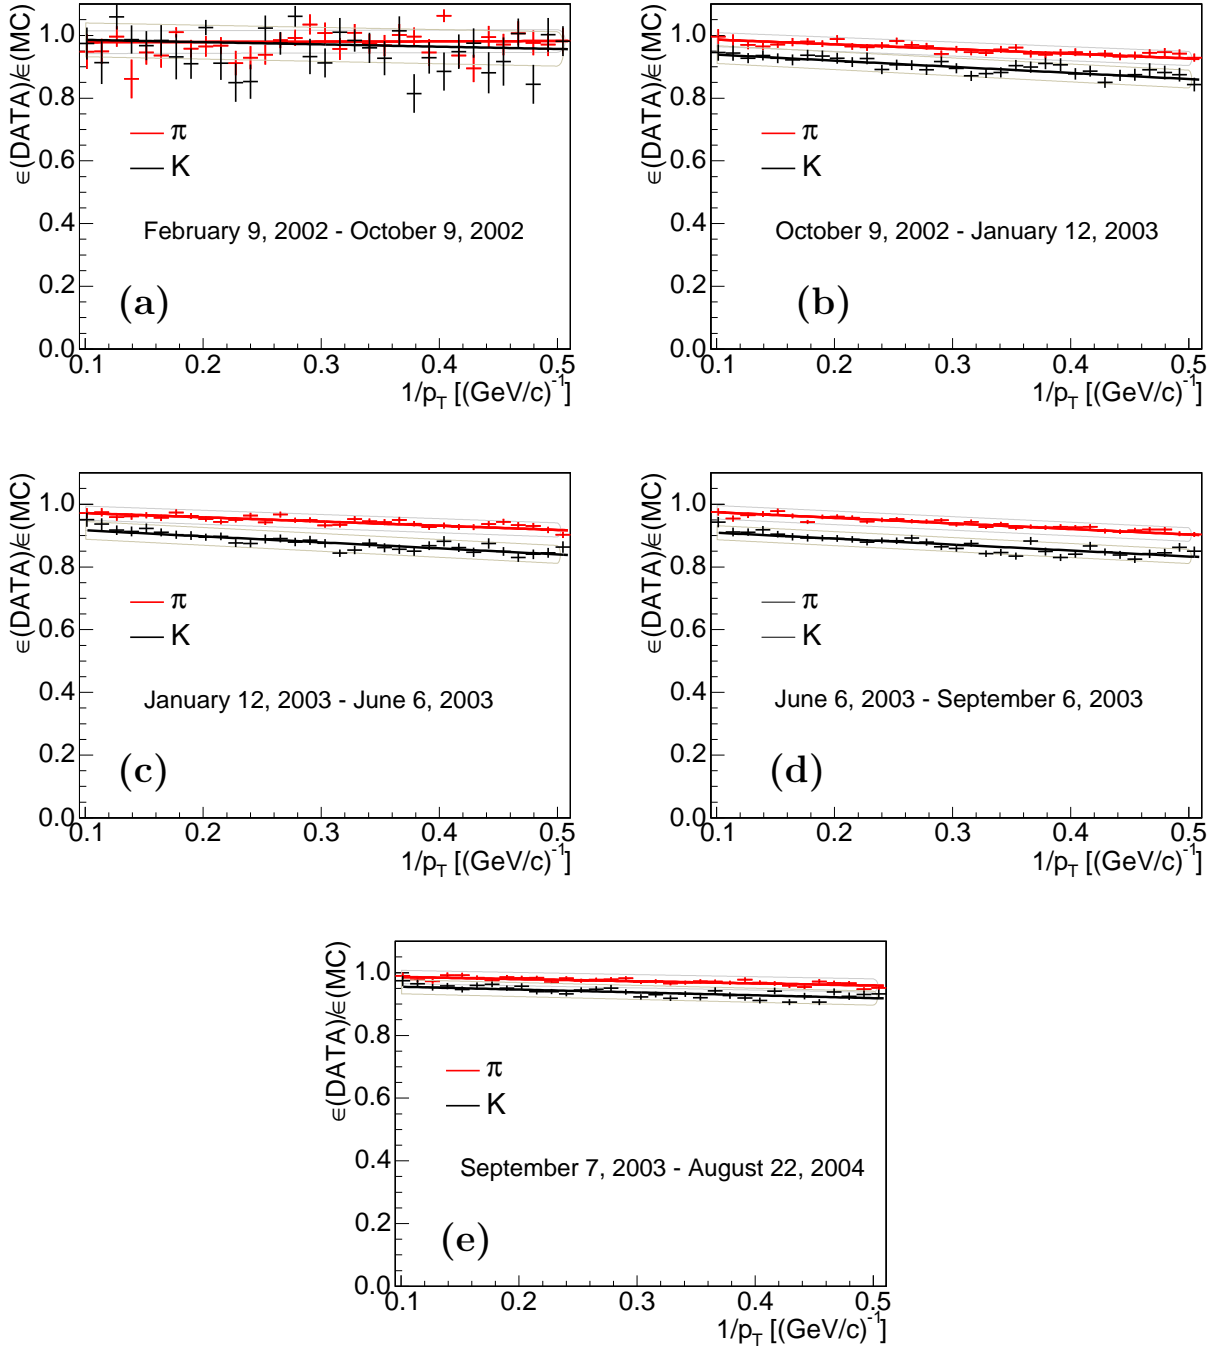 ϵ(DATA)/ϵ(MC)
1.0
0.8
0.6
0.4
0.2
0.0
π
K
February 9, 2002 - October 9, 2002
(a)
0.1 0.2 0.3 0.4 0.5
1/p_T [(GeV/c)^-1]
ϵ(DATA)/ϵ(MC)
1.0
0.8
0.6
0.4
0.2
0.0
π
K
October 9, 2002 - January 12, 2003
(b)
0.1 0.2 0.3 0.4 0.5
1/p_T [(GeV/c)^-1]
ϵ(DATA)/ϵ(MC)
1.0
0.8
0.6
0.4
0.2
0.0
π
K
January 12, 2003 - June 6, 2003
(c)
0.1 0.2 0.3 0.4 0.5
1/p_T [(GeV/c)^-1]
ϵ(DATA)/ϵ(MC)
1.0
0.8
0.6
0.4
0.2
0.0
π
K
June 6, 2003 - September 6, 2003
(d)
0.1 0.2 0.3 0.4 0.5
1/p_T [(GeV/c)^-1]
ϵ(DATA)/ϵ(MC)
1.0
0.8
0.6
0.4
0.2
0.0
π
K
September 7, 2003 - August 22, 2004
(e)
0.1 0.2 0.3 0.4 0.5
1/p_T [(GeV/c)^-1]